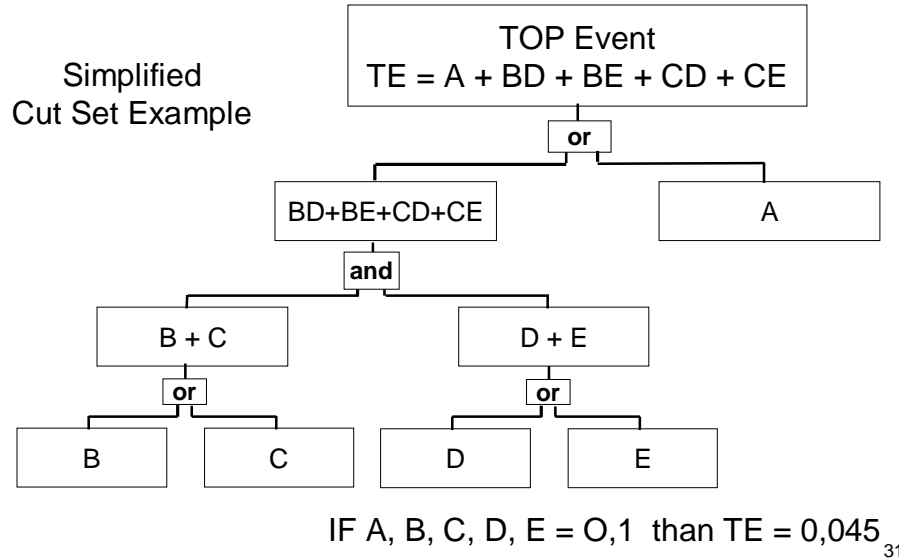 Simplified
Cut Set Example
TOP Event
TE = A + BD + BE + CD + CE
or
BD+BE+CD+CE
A
and
B + C
D + E
or
or
B
C
D
E
IF A, B, C, D, E = O,1 than TE = 0,045
31